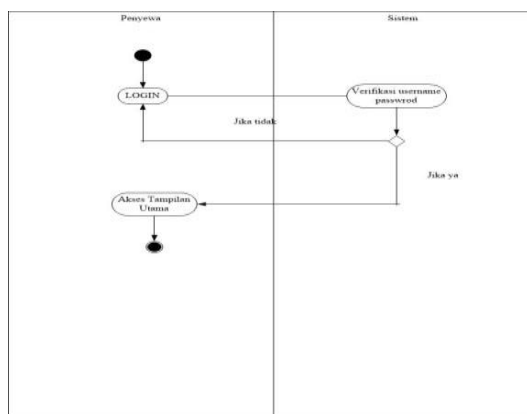 Penyewa
Sistem
LOGIN
Verifikasi username
passwrod
Jika tidak
Jika ya
Akses Tampilan
Utama